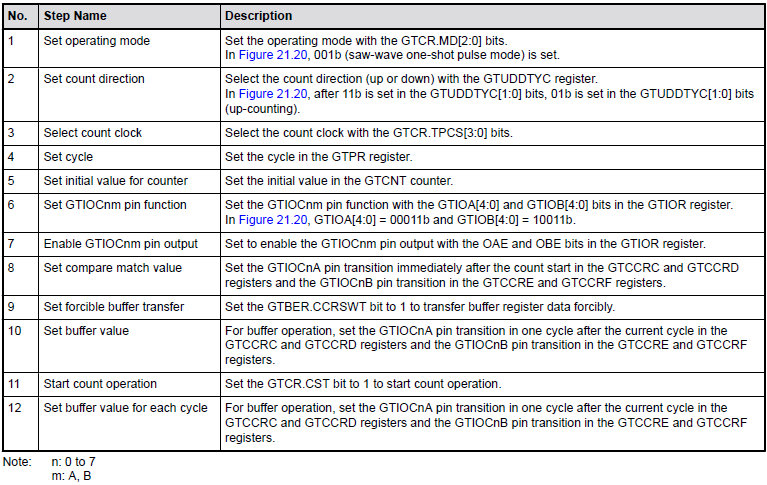 No. Step Name Description
1 Set operating mode Set the operating mode with the GTCR.MD[2:0] bits.
In Figure 21.20, 001b (saw-wave one-shot pulse mode) is set.
2 Set count direction Select the count direction (up or down) with the GTUDDTYC register.
In Figure 21.20, after 11b is set in the GTUDDTYC[1:0] bits, 01b is set in the GTUDDTYC[1:0] bits
(up-counting).
3 Select count clock Select the count clock with the GTCR.TPCS[3:0] bits.
4 Set cycle Set the cycle in the GTPR register.
5 Set initial value for counter Set the initial value in the GTCNT counter.
6 Set GTIOCnm pin function Set the GTIOCnm pin function with the GTIOA[4:0] and GTIOB[4:0] bits in the GTIOR register.
In Figure 21.20, GTIOA[4:0] = 00011b and GTIOB[4:0] = 10011b.
7 Enable GTIOCnm pin output Set to enable the GTIOCnm pin output with the OAE and OBE bits in the GTIOR register.
8 Set compare match value Set the GTIOCnA pin transition immediately after the count start in the GTCCRC and GTCCRD
registers and the GTIOCnB pin transition in the GTCCRE and GTCCRF registers.
9 Set forcible buffer transfer Set the GTBER.CCRSWT bit to 1 to transfer buffer register data forcibly.
10 Set buffer value For buffer operation, set the GTIOCnA pin transition in one cycle after the current cycle in the
GTCCRC and GTCCRD registers and the GTIOCnB pin transition in the GTCCRE and GTCCRF
registers.
11 Start count operation Set the GTCR.CST bit to 1 to start count operation.
12 Set buffer value for each cycle For buffer operation, set the GTIOCnA pin transition in one cycle after the current cycle in the
GTCCRC and GTCCRD registers and the GTIOCnB pin transition in the GTCCRE and GTCCRF
registers.
Note: n: 0 to 7
m: A, B